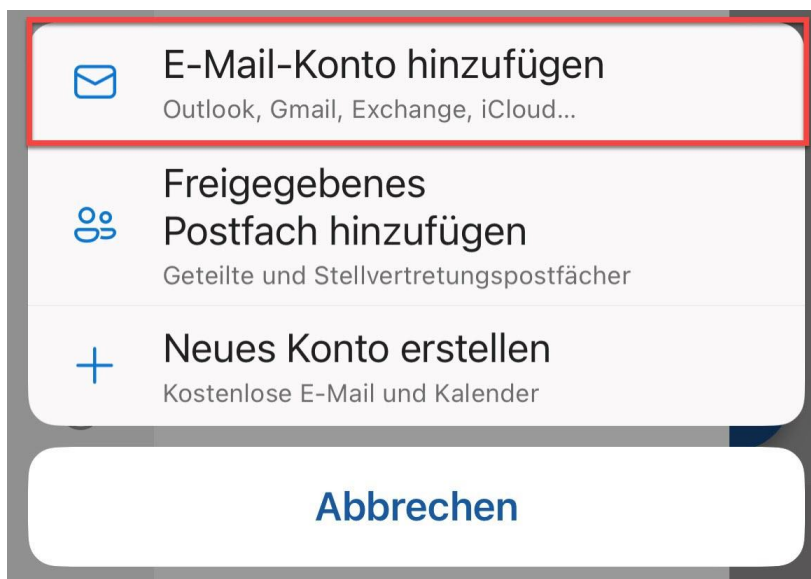 E-Mail-Konto hinzufügen
Outlook, Gmail, Exchange, iCloud...
Freigegebenes
Postfach hinzufügen
Geteilte und Stellvertretungspostfächer
Neues Konto erstellen
Kostenlose E-Mail und Kalender
Abbrechen